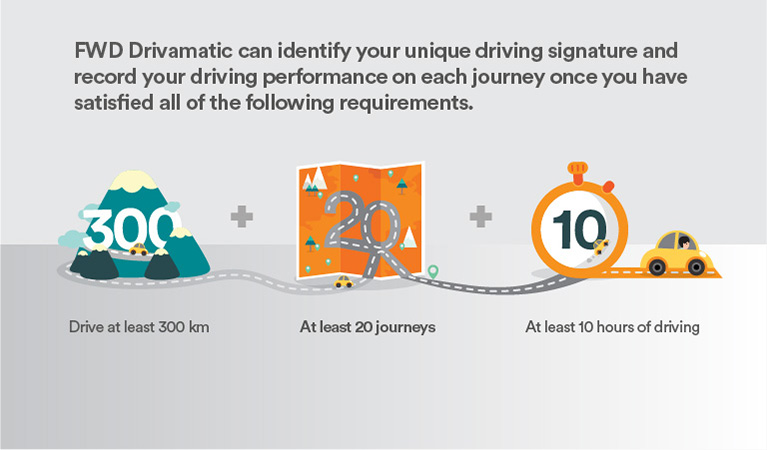 FWD Drivamatic can identify your unique driving signature and
record your driving performance on each journey once you have
satisfied all of the following requirements.
300
20
10
Drive at least 300 km
At least 20 journeys
At least 10 hours of driving